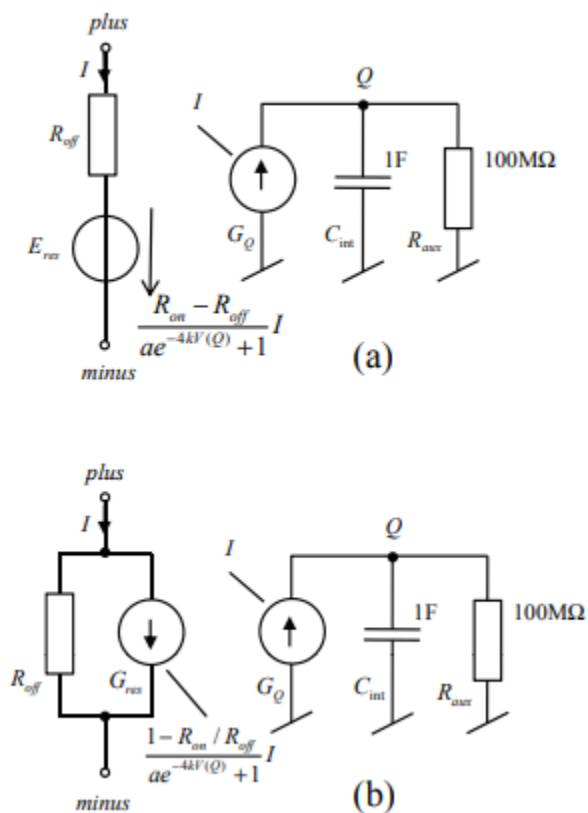 plus
I
R_off
E_res
(R_on − R_off)/(ae^{−4kV(Q)} + 1) I
minus
I
Q
G_Q
1F
C_int
100MΩ
R_aux
(a)
plus
I
R_off
G_res
(1 − R_on / R_off)/(ae^{−4kV(Q)} + 1) I
minus
I
Q
G_Q
1F
C_int
100MΩ
R_aux
(b)